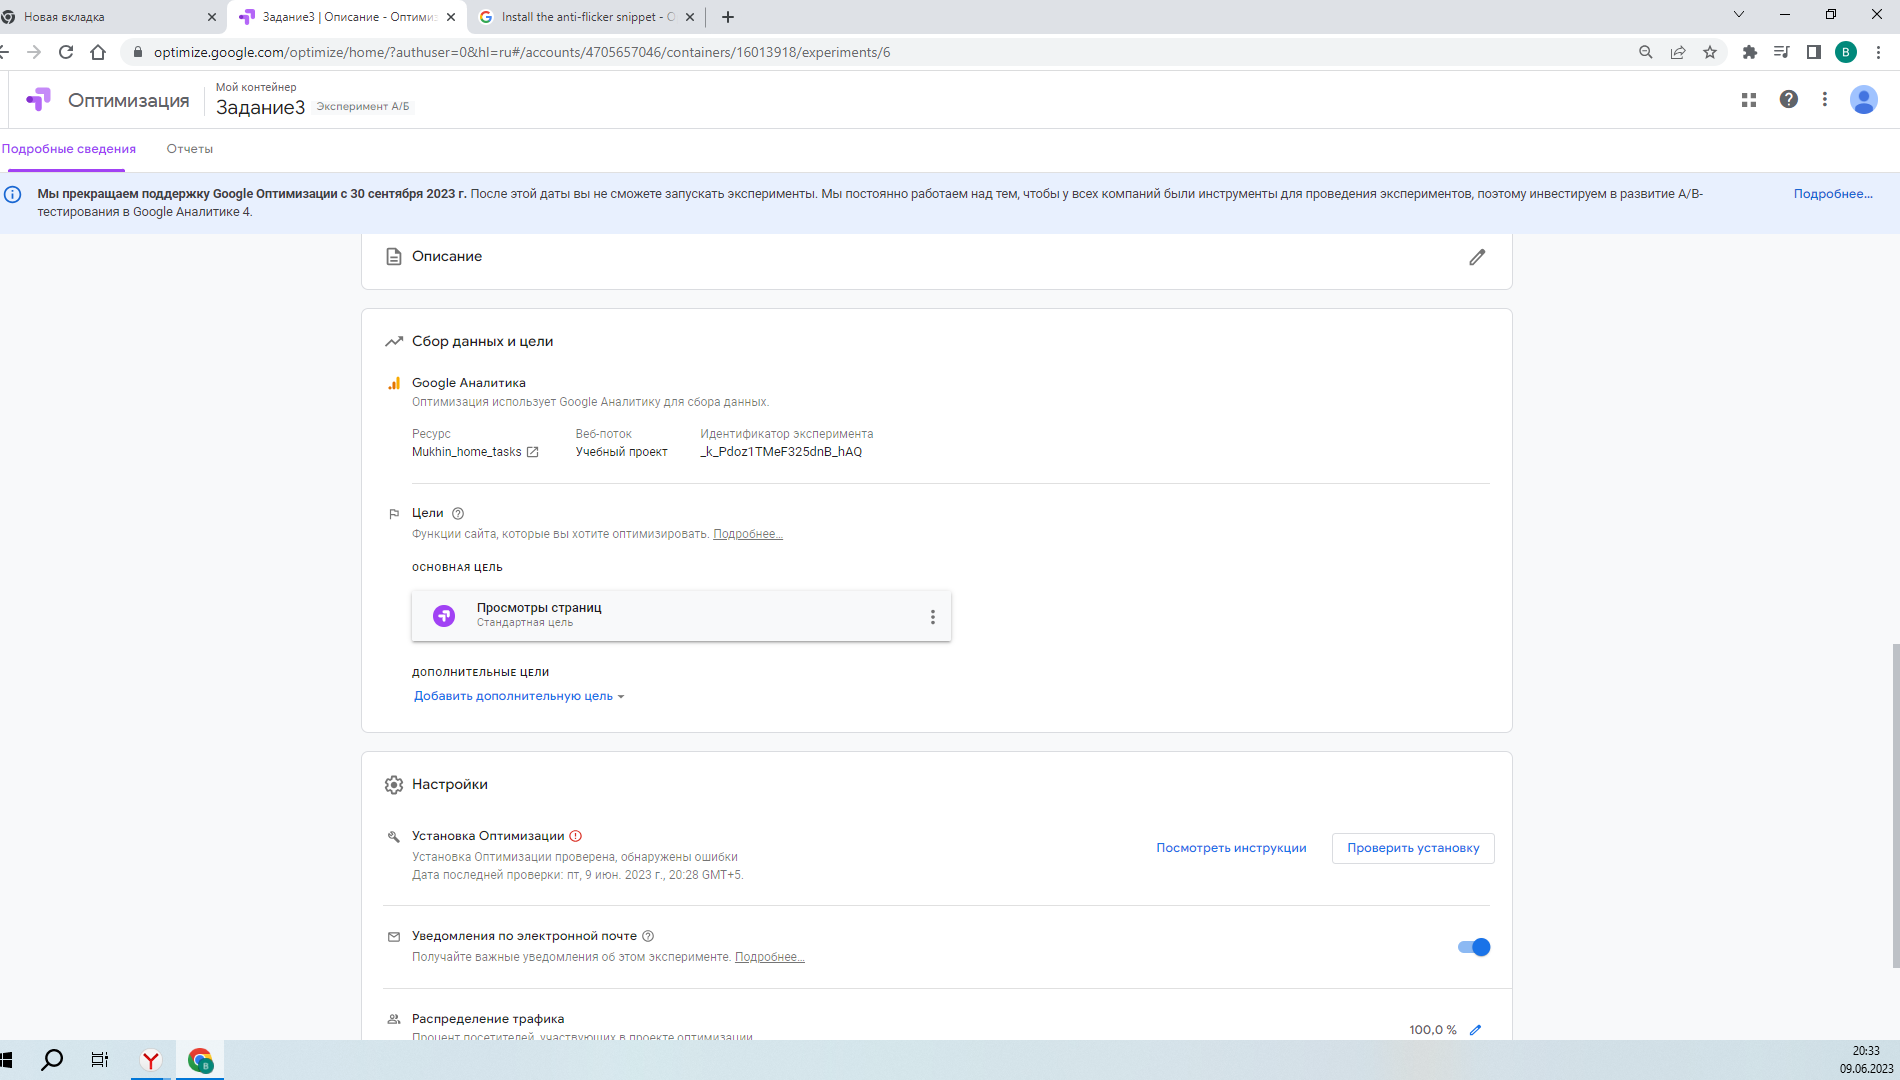 Новая вкладка
Задание3 | Описание - Оптими
Install the anti-flicker snippet - O
optimize.google.com/optimize/home/?authuser=0&hl=ru#/accounts/4705657046/containers/16013918/experiments/6
B
Оптимизация
Мой контейнер
Задание3
Эксперимент А/Б
Подробные сведения
Отчеты
Мы прекращаем поддержку Google Оптимизации с 30 сентября 2023 г. После этой даты вы не сможете запускать эксперименты. Мы постоянно работаем над тем, чтобы у всех компаний были инструменты для проведения экспериментов, поэтому инвестируем в развитие A/B-
тестирования в Google Аналитике 4.
Подробнее...
Описание
Сбор данных и цели
Google Аналитика
Оптимизация использует Google Аналитику для сбора данных.
Ресурс
Веб-поток
Идентификатор эксперимента
Mukhin_home_tasks
Учебный проект
_k_Pdoz1TMeF325dnB_hAQ
Цели
Функции сайта, которые вы хотите оптимизировать. Подробнее...
ОСНОВНАЯ ЦЕЛЬ
Просмотры страниц
Стандартная цель
ДОПОЛНИТЕЛЬНЫЕ ЦЕЛИ
Добавить дополнительную цель
Настройки
Установка Оптимизации
Установка Оптимизации проверена, обнаружены ошибки
Дата последней проверки: пт, 9 июн. 2023 г., 20:28 GMT+5.
Посмотреть инструкции
Проверить установку
Уведомления по электронной почте
Получайте важные уведомления об этом эксперименте. Подробнее...
Распределение трафика
Процент посетителей, участвующих в проекте оптимизации
100,0 %
20:33
09.06.2023